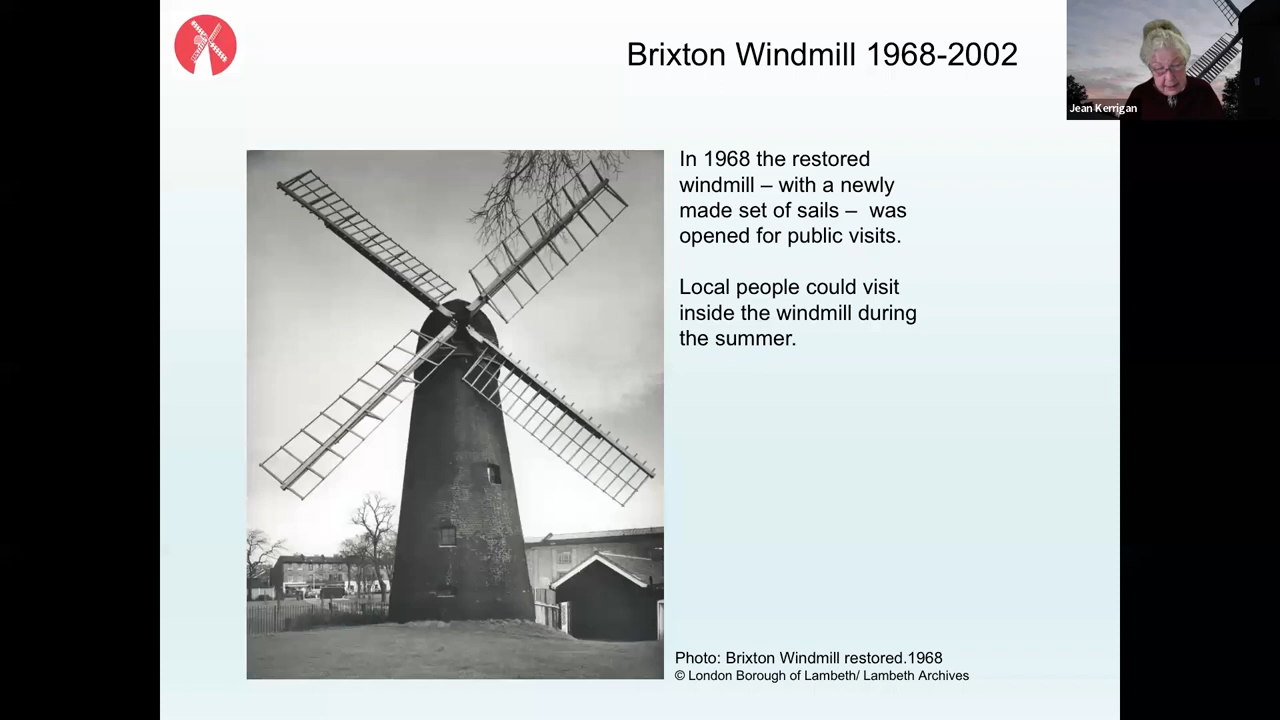 Brixton Windmill 1968-2002
Jean Kerrigan
In 1968 the restored
windmill – with a newly
made set of sails –  was
opened for public visits.
Local people could visit
inside the windmill during
the summer.
Photo: Brixton Windmill restored.1968
© London Borough of Lambeth/ Lambeth Archives